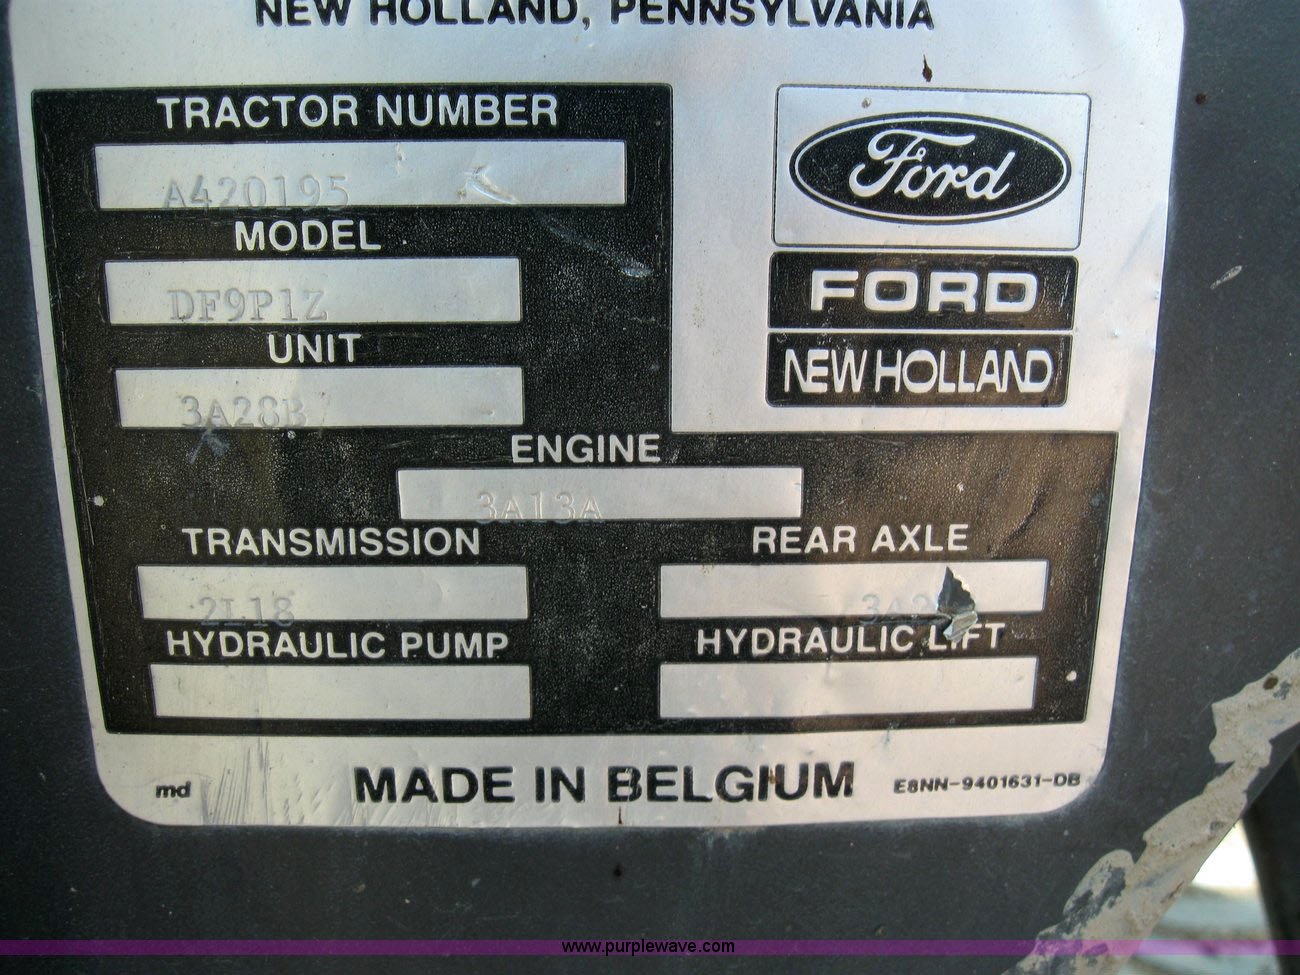 NEW HOLLAND, PENNSYLVANIA
TRACTOR NUMBER
A420195
MODEL
DF9P1Z
UNIT
3A28B
Ford
FORD
NEW HOLLAND
ENGINE
3A13A
TRANSMISSION
2L18
REAR AXLE
HYDRAULIC PUMP
HYDRAULIC LIFT
md
MADE IN BELGIUM
E8NN-9401631-DB
www.purplewave.com